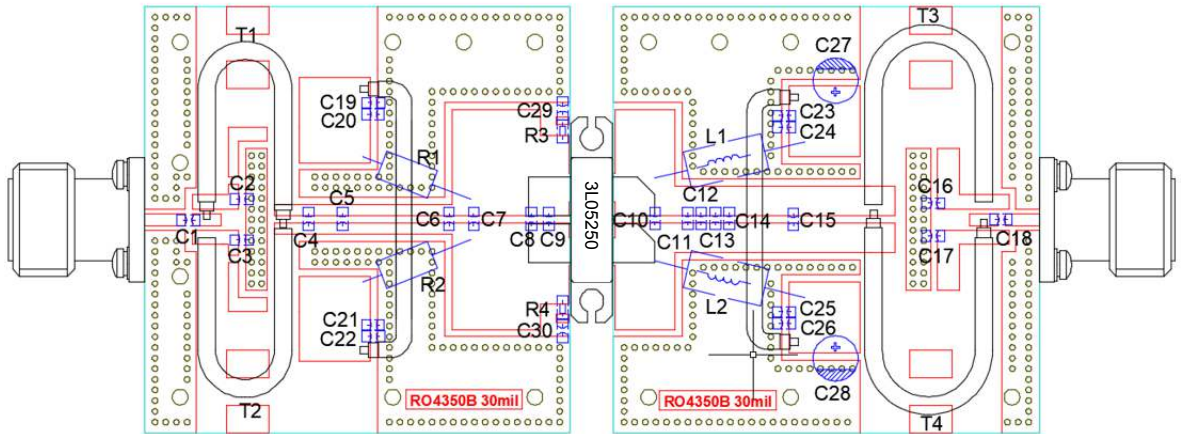 T1
T3
C27
C19
C20
C29
R3
L1
C23
C24
R1
C2
C5
C12
C16
C1
C4
C6
C7
C8
C9
3L05250
C10
C14
C15
C18
C3
C11
C13
C17
R2
L2
C21
C22
R4
C30
C25
C26
RO4350B 30mil
RO4350B 30mil
C28
T2
T4